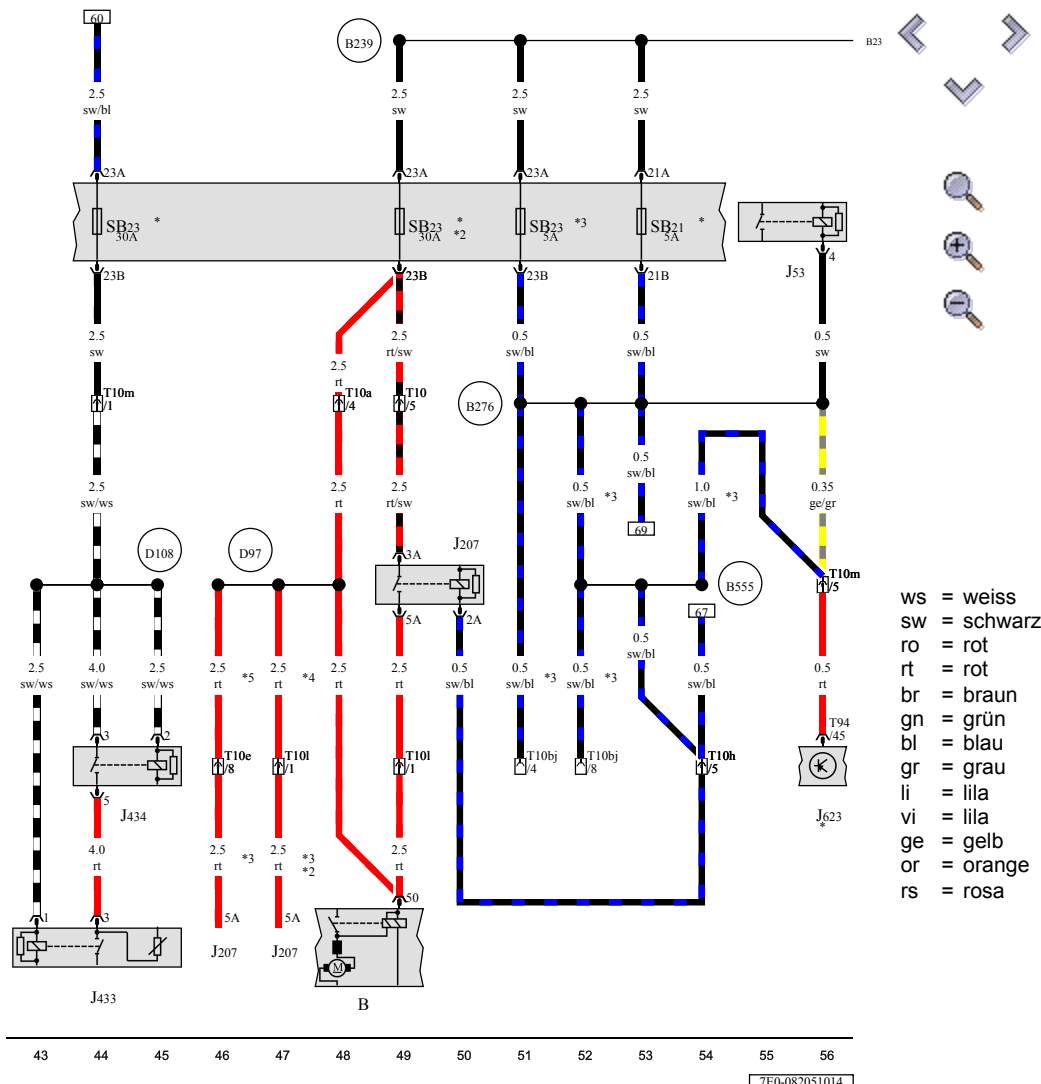 60
B239
B23
2.5
sw/bl
2.5
sw
2.5
sw
2.5
sw
23A
23A
23A
21A
SB23
30A
*
SB23
30A
*
*2
SB23
5A
*3
SB21
5A
*
4
J53
23B
23B
23B
21B
2.5
sw
2.5
rt
2.5
rt/sw
0.5
sw/bl
0.5
sw/bl
0.5
sw
T10m
/1
T10a
/4
T10
/5
B276
2.5
sw/ws
2.5
rt
2.5
rt/sw
0.5
sw/bl
*3
0.5
sw/bl
1.0
sw/bl
*3
0.35
ge/gr
69
D108
D97
3A
J207
B555
T10m
/5
5A
2A
67
0.5
sw/bl
2.5
sw/ws
4.0
sw/ws
2.5
sw/ws
2.5
rt
*5
2.5
rt
*4
2.5
rt
2.5
rt
0.5
sw/bl
0.5
sw/bl
*3
0.5
sw/bl
*3
0.5
sw/bl
0.5
rt
3
2
T10e
/8
T10l
/1
T10l
/1
T10bj
/4
T10bj
/8
T10h
/5
T94
/45
5
J434
J623
*
4.0
rt
2.5
rt
*3
2.5
rt
*3
*2
2.5
rt
1
3
5A
5A
50
J207
J207
M
J433
B
43 44 45 46 47 48 49 50 51 52 53 54 55 56
7E0-082051014
ws = weiss
sw = schwarz
ro = rot
rt = rot
br = braun
gn = grün
bl = blau
gr = grau
li = lila
vi = lila
ge = gelb
or = orange
rs = rosa